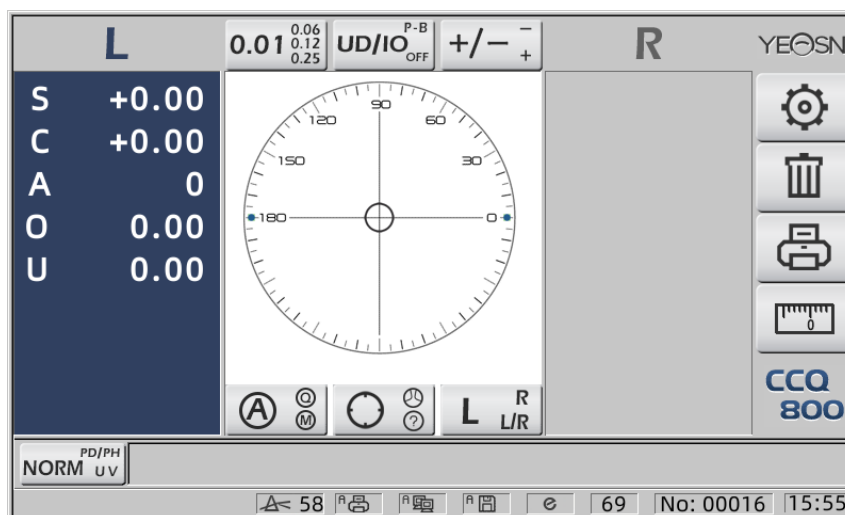 L
0.01 0.06 0.12 0.25
UD/IO P-B OFF
+/− − +
R
YEOSN
S +0.00
C +0.00
A 0
O 0.00
U 0.00
90
120 60
150 30
180 0
0
CCQ
800
A Q M
?
L R L/R
NORM PD/PH UV
58 A A A e 69 No: 00016 15:55